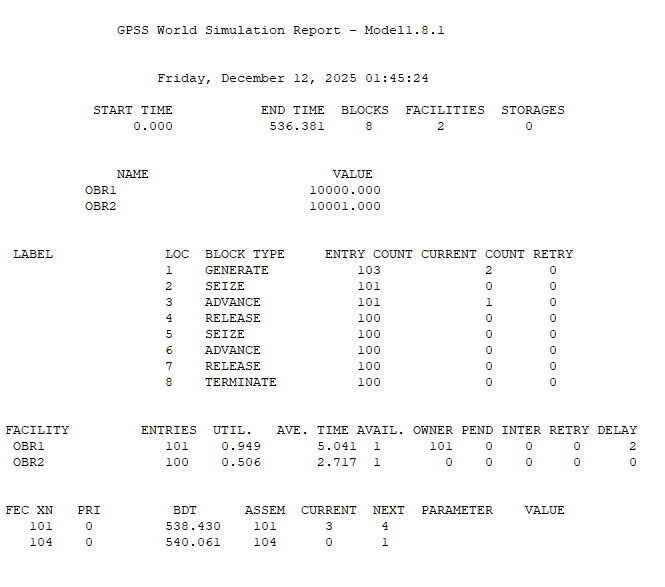 GPSS World Simulation Report - Model1.8.1
Friday, December 12, 2025 01:45:24
START TIME END TIME BLOCKS FACILITIES STORAGES
0.000 536.381 8 2 0
NAME VALUE
OBR1 10000.000
OBR2 10001.000
LABEL LOC BLOCK TYPE ENTRY COUNT CURRENT COUNT RETRY
1 GENERATE 103 2 0
2 SEIZE 101 0 0
3 ADVANCE 101 1 0
4 RELEASE 100 0 0
5 SEIZE 100 0 0
6 ADVANCE 100 0 0
7 RELEASE 100 0 0
8 TERMINATE 100 0 0
FACILITY ENTRIES UTIL. AVE. TIME AVAIL. OWNER PEND INTER RETRY DELAY
OBR1 101 0.949 5.041 1 101 0 0 0 2
OBR2 100 0.506 2.717 1 0 0 0 0 0
FEC XN PRI BDT ASSEM CURRENT NEXT PARAMETER VALUE
101 0 538.430 101 3 4
104 0 540.061 104 0 1